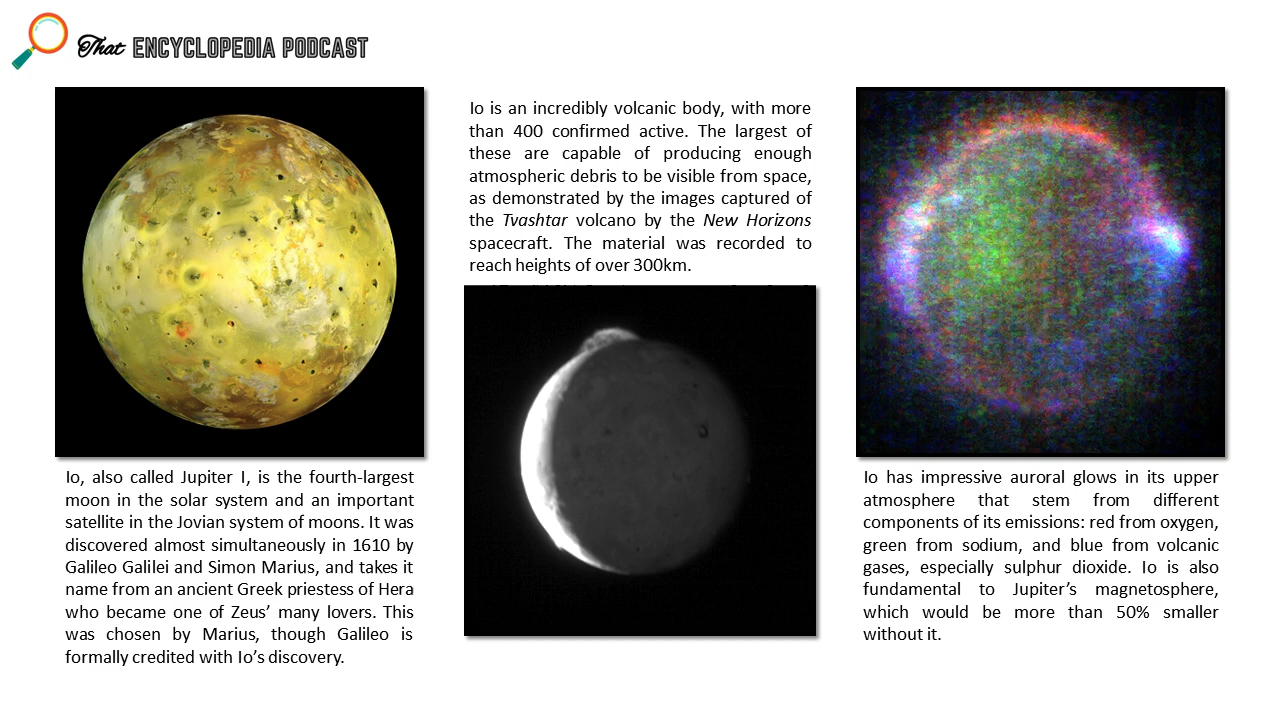 That ENCYCLOPEDIA PODCAST
Io, also called Jupiter I, is the fourth-largest
moon in the solar system and an important
satellite in the Jovian system of moons. It was
discovered almost simultaneously in 1610 by
Galileo Galilei and Simon Marius, and takes it
name from an ancient Greek priestess of Hera
who became one of Zeus’ many lovers. This
was chosen by Marius, though Galileo is
formally credited with Io’s discovery.
Io is an incredibly volcanic body, with more
than 400 confirmed active. The largest of
these are capable of producing enough
atmospheric debris to be visible from space,
as demonstrated by the images captured of
the Tvashtar volcano by the New Horizons
spacecraft. The material was recorded to
reach heights of over 300km.
Io has impressive auroral glows in its upper
atmosphere that stem from different
components of its emissions: red from oxygen,
green from sodium, and blue from volcanic
gases, especially sulphur dioxide. Io is also
fundamental to Jupiter’s magnetosphere,
which would be more than 50% smaller
without it.